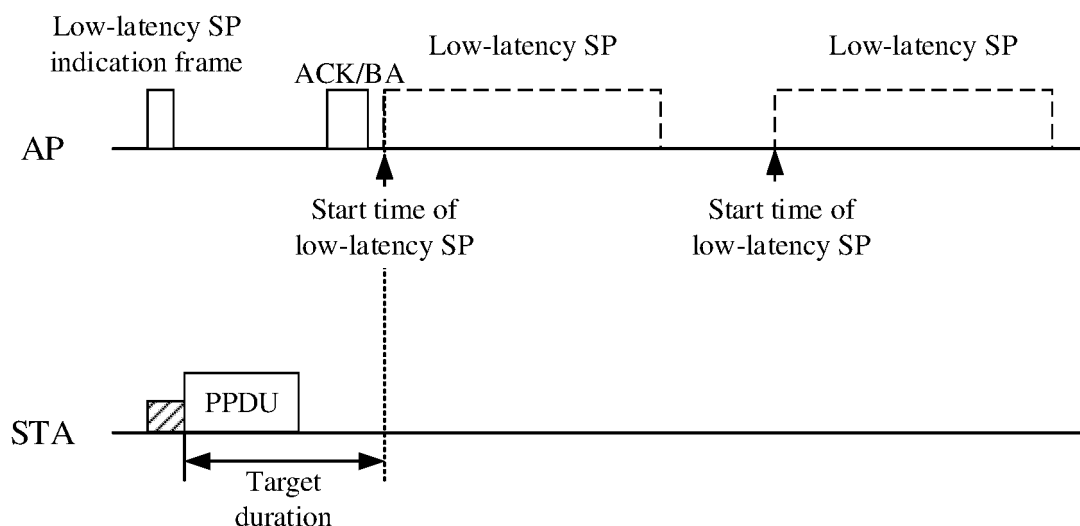 Low-latency SP
indication frame
ACK/BA
Low-latency SP
Low-latency SP
AP
Start time of
low-latency SP
Start time of
low-latency SP
PPDU
STA
Target
duration